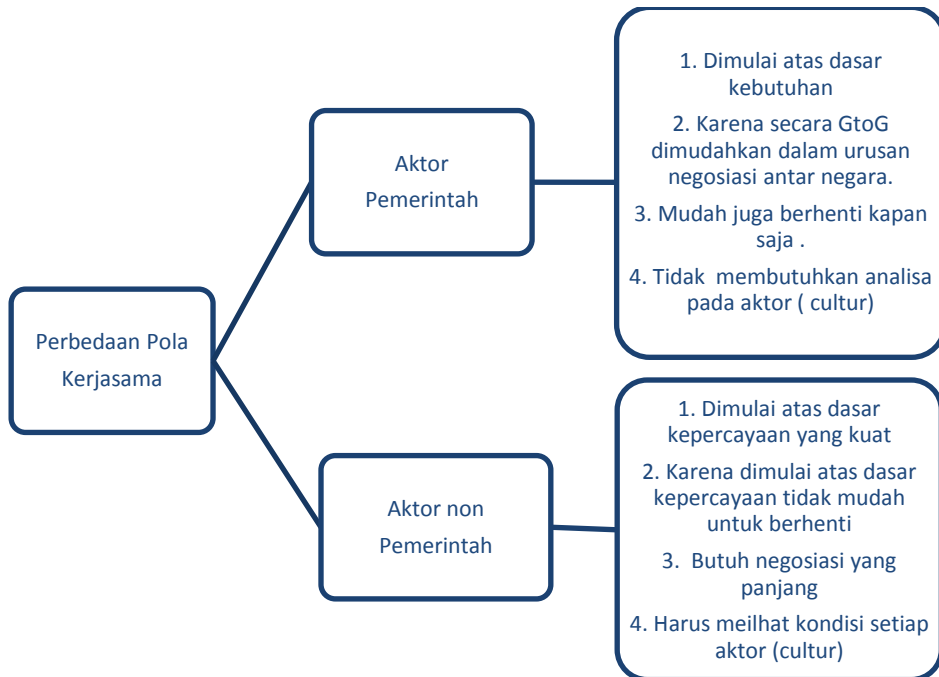 Perbedaan Pola
Kerjasama
Aktor
Pemerintah
1. Dimulai atas dasar
kebutuhan
2. Karena secara GtoG
dimudahkan dalam urusan
negosiasi antar negara.
3. Mudah juga berhenti kapan
saja .
4. Tidak  membutuhkan analisa
pada aktor ( cultur)
Aktor non
Pemerintah
1. Dimulai atas dasar
kepercayaan yang kuat
2. Karena dimulai atas dasar
kepercayaan tidak mudah
untuk berhenti
3.  Butuh negosiasi yang
panjang
4. Harus meilhat kondisi setiap
aktor (cultur)